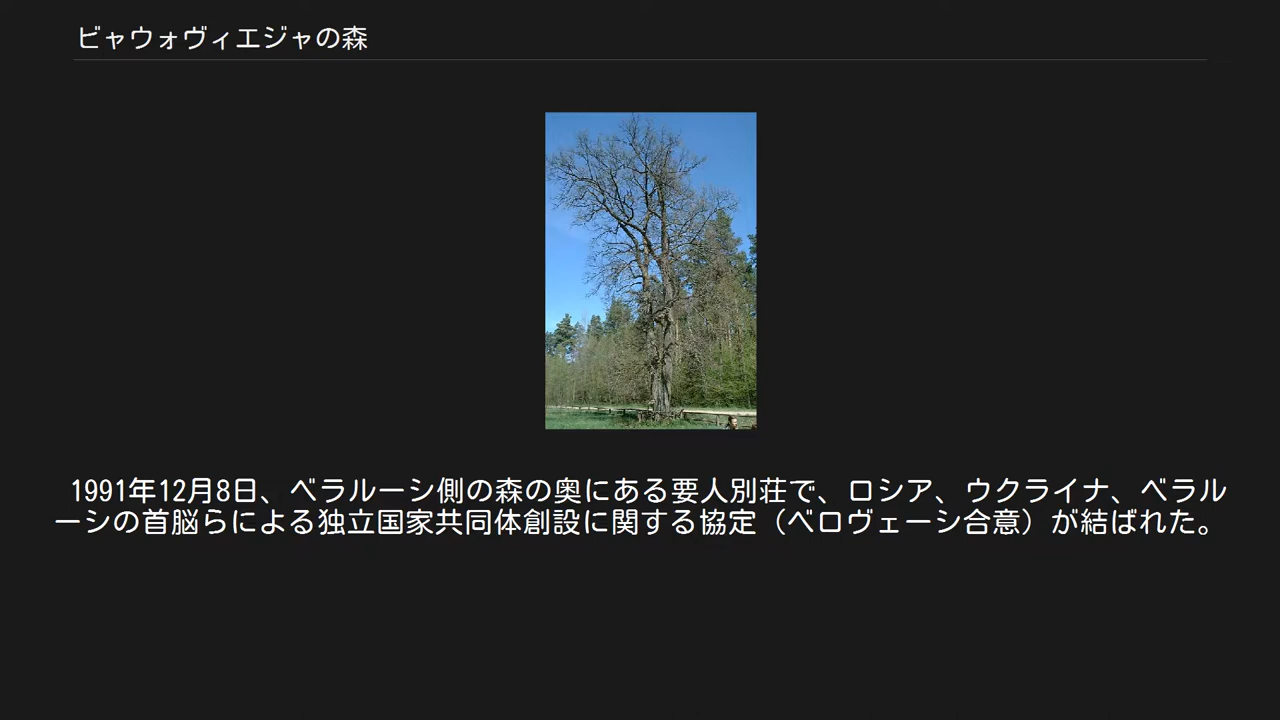 ビャウォヴィエジャの森
1991年12月8日、ベラルーシ側の森の奥にある要人別荘で、ロシア、ウクライナ、ベラル
ーシの首脳らによる独立国家共同体創設に関する協定（ベロヴェーシ合意）が結ばれた。